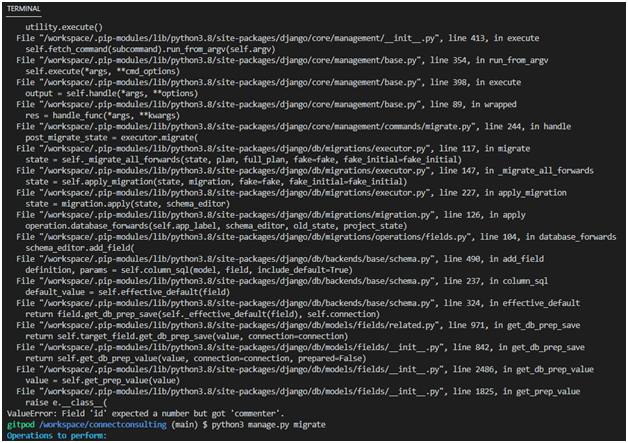 TERMINAL
utility.execute()
File "/workspace/.pip-modules/lib/python3.8/site-packages/django/core/management/__init__.py", line 413, in execute
self.fetch_command(subcommand).run_from_argv(self.argv)
File "/workspace/.pip-modules/lib/python3.8/site-packages/django/core/management/base.py", line 354, in run_from_argv
self.execute(*args, **cmd_options)
File "/workspace/.pip-modules/lib/python3.8/site-packages/django/core/management/base.py", line 398, in execute
output = self.handle(*args, **options)
File "/workspace/.pip-modules/lib/python3.8/site-packages/django/core/management/base.py", line 89, in wrapped
res = handle_func(*args, **kwargs)
File "/workspace/.pip-modules/lib/python3.8/site-packages/django/core/management/commands/migrate.py", line 244, in handle
post_migrate_state = executor.migrate(
File "/workspace/.pip-modules/lib/python3.8/site-packages/django/db/migrations/executor.py", line 117, in migrate
state = self._migrate_all_forwards(state, plan, full_plan, fake=fake, fake_initial=fake_initial)
File "/workspace/.pip-modules/lib/python3.8/site-packages/django/db/migrations/executor.py", line 147, in _migrate_all_forwards
state = self.apply_migration(state, migration, fake=fake, fake_initial=fake_initial)
File "/workspace/.pip-modules/lib/python3.8/site-packages/django/db/migrations/executor.py", line 227, in apply_migration
state = migration.apply(state, schema_editor)
File "/workspace/.pip-modules/lib/python3.8/site-packages/django/db/migrations/migration.py", line 126, in apply
operation.database_forwards(self.app_label, schema_editor, old_state, project_state)
File "/workspace/.pip-modules/lib/python3.8/site-packages/django/db/migrations/operations/fields.py", line 104, in database_forwards
schema_editor.add_field(
File "/workspace/.pip-modules/lib/python3.8/site-packages/django/db/backends/base/schema.py", line 490, in add_field
definition, params = self.column_sql(model, field, include_default=True)
File "/workspace/.pip-modules/lib/python3.8/site-packages/django/db/backends/base/schema.py", line 237, in column_sql
default_value = self.effective_default(field)
File "/workspace/.pip-modules/lib/python3.8/site-packages/django/db/backends/base/schema.py", line 324, in effective_default
return field.get_db_prep_save(self._effective_default(field), self.connection)
File "/workspace/.pip-modules/lib/python3.8/site-packages/django/db/models/fields/related.py", line 971, in get_db_prep_save
return self.target_field.get_db_prep_save(value, connection=connection)
File "/workspace/.pip-modules/lib/python3.8/site-packages/django/db/models/fields/__init__.py", line 842, in get_db_prep_save
return self.get_db_prep_value(value, connection=connection, prepared=False)
File "/workspace/.pip-modules/lib/python3.8/site-packages/django/db/models/fields/__init__.py", line 2486, in get_db_prep_value
value = self.get_prep_value(value)
File "/workspace/.pip-modules/lib/python3.8/site-packages/django/db/models/fields/__init__.py", line 1825, in get_prep_value
raise e.__class__(
ValueError: Field 'id' expected a number but got 'commenter'.
gitpod /workspace/connectconsulting (main) $ python3 manage.py migrate
Operations to perform: